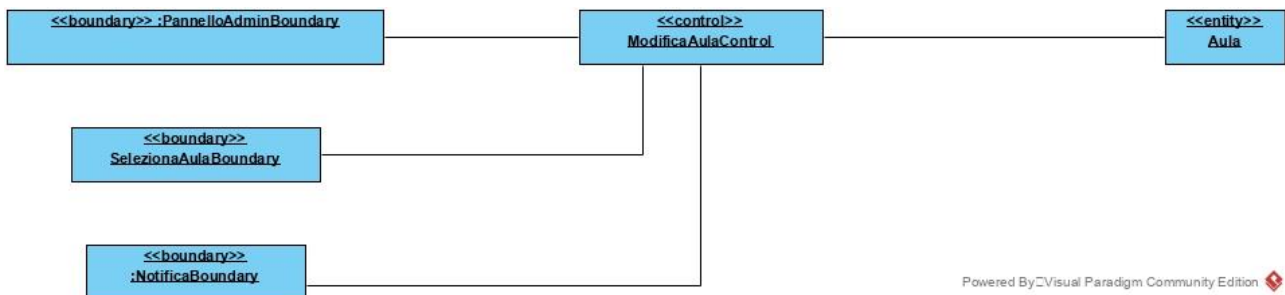 <<boundary>> :PannelloAdminBoundary
<<control>>
ModificaAulaControl
<<entity>>
Aula
<<boundary>>
SelezionaAulaBoundary
<<boundary>>
:NotificaBoundary
Powered By Visual Paradigm Community Edition